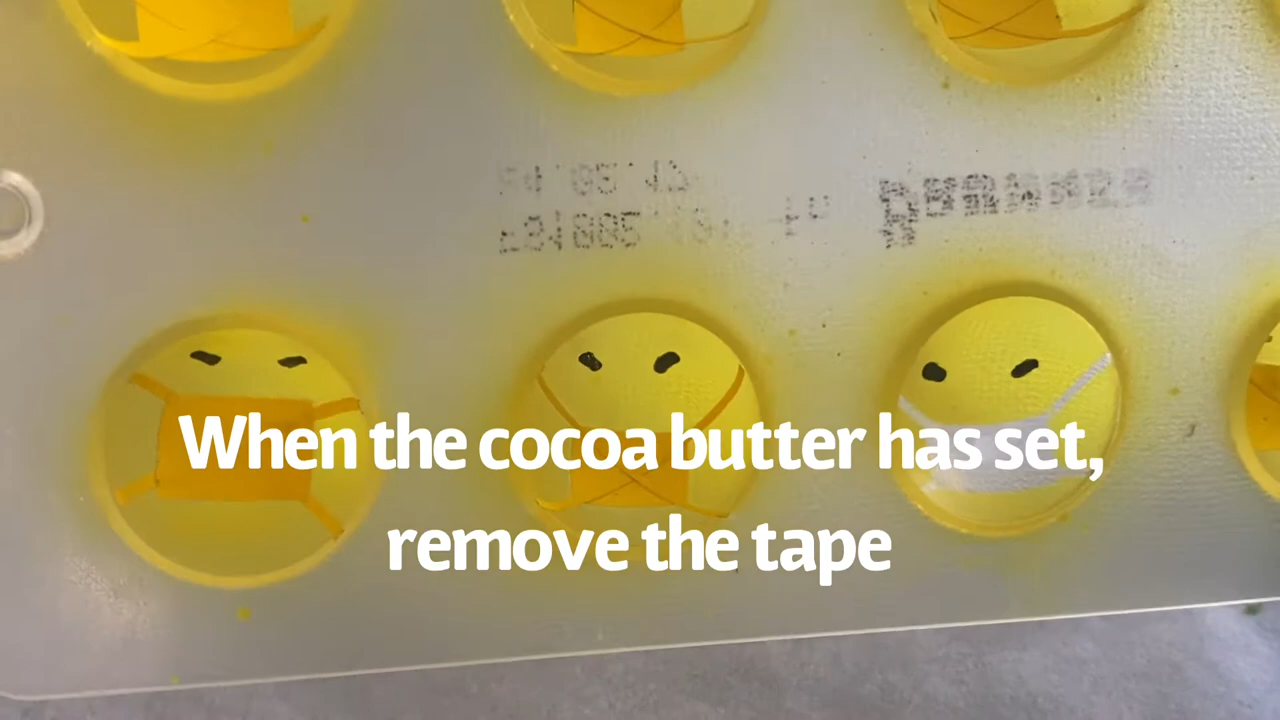 When the cocoa butter has set,
remove the tape